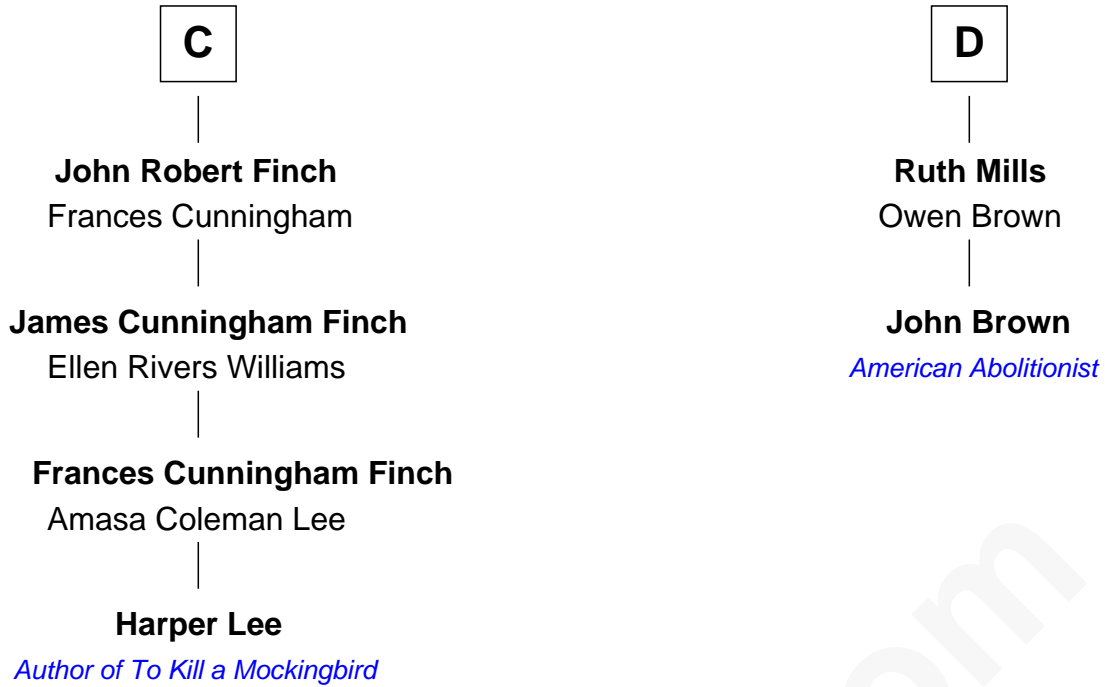 C
John Robert Finch
Frances Cunningham
James Cunningham Finch
Ellen Rivers Williams
Frances Cunningham Finch
Amasa Coleman Lee
Harper Lee
Author of To Kill a Mockingbird
D
Ruth Mills
Owen Brown
John Brown
American Abolitionist
om